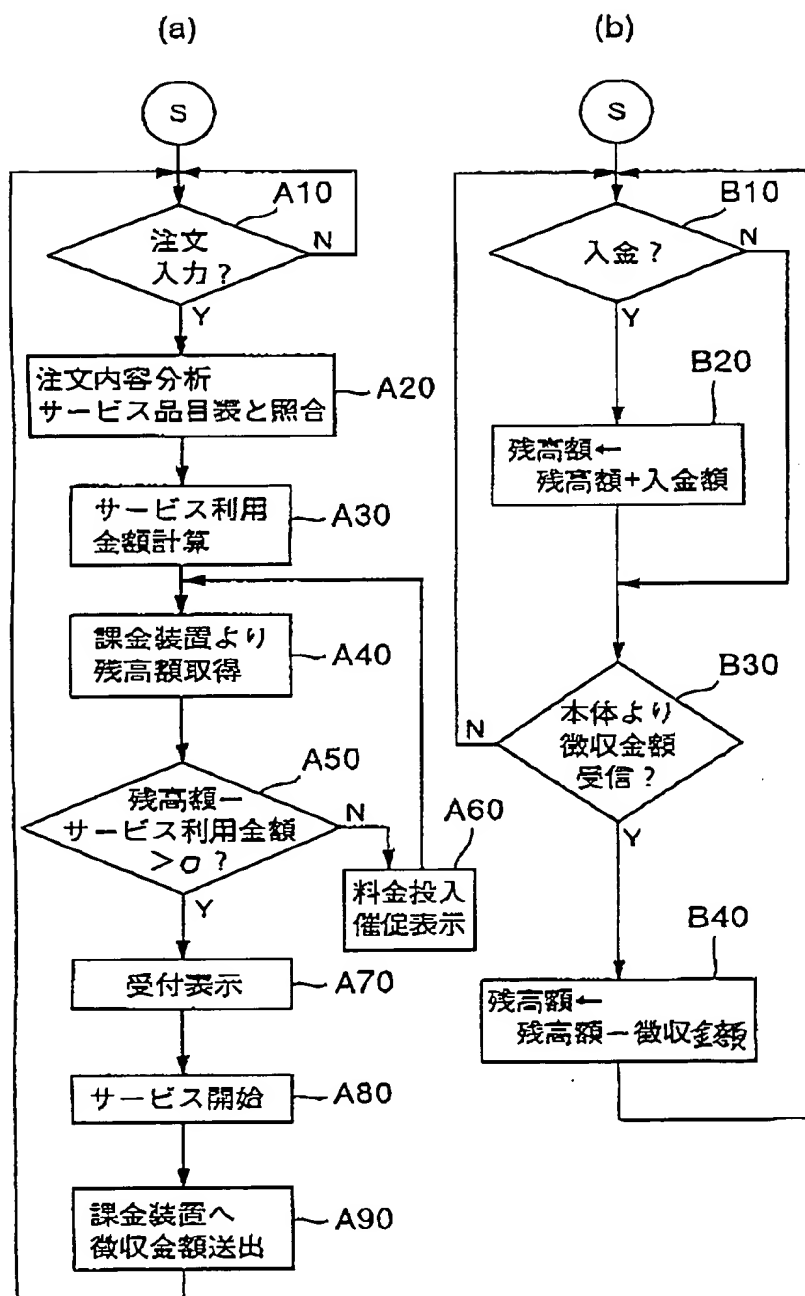 (a)
S
A10
注文
入力?
N
Y
注文内容分析
サービス品目表と照合
A20
サービス利用
金額計算
A30
課金装置より
残高額取得
A40
A50
残高額ー
サービス利用金額
>0?
N
Y
A60
料金投入
催促表示
受付表示
A70
サービス開始
A80
課金装置へ
徴収金額送出
A90
(b)
S
B10
入金?
N
Y
B20
残高額←
残高額+入金額
B30
本体より
徴収金額
受信?
N
Y
B40
残高額←
残高額ー徴収金額